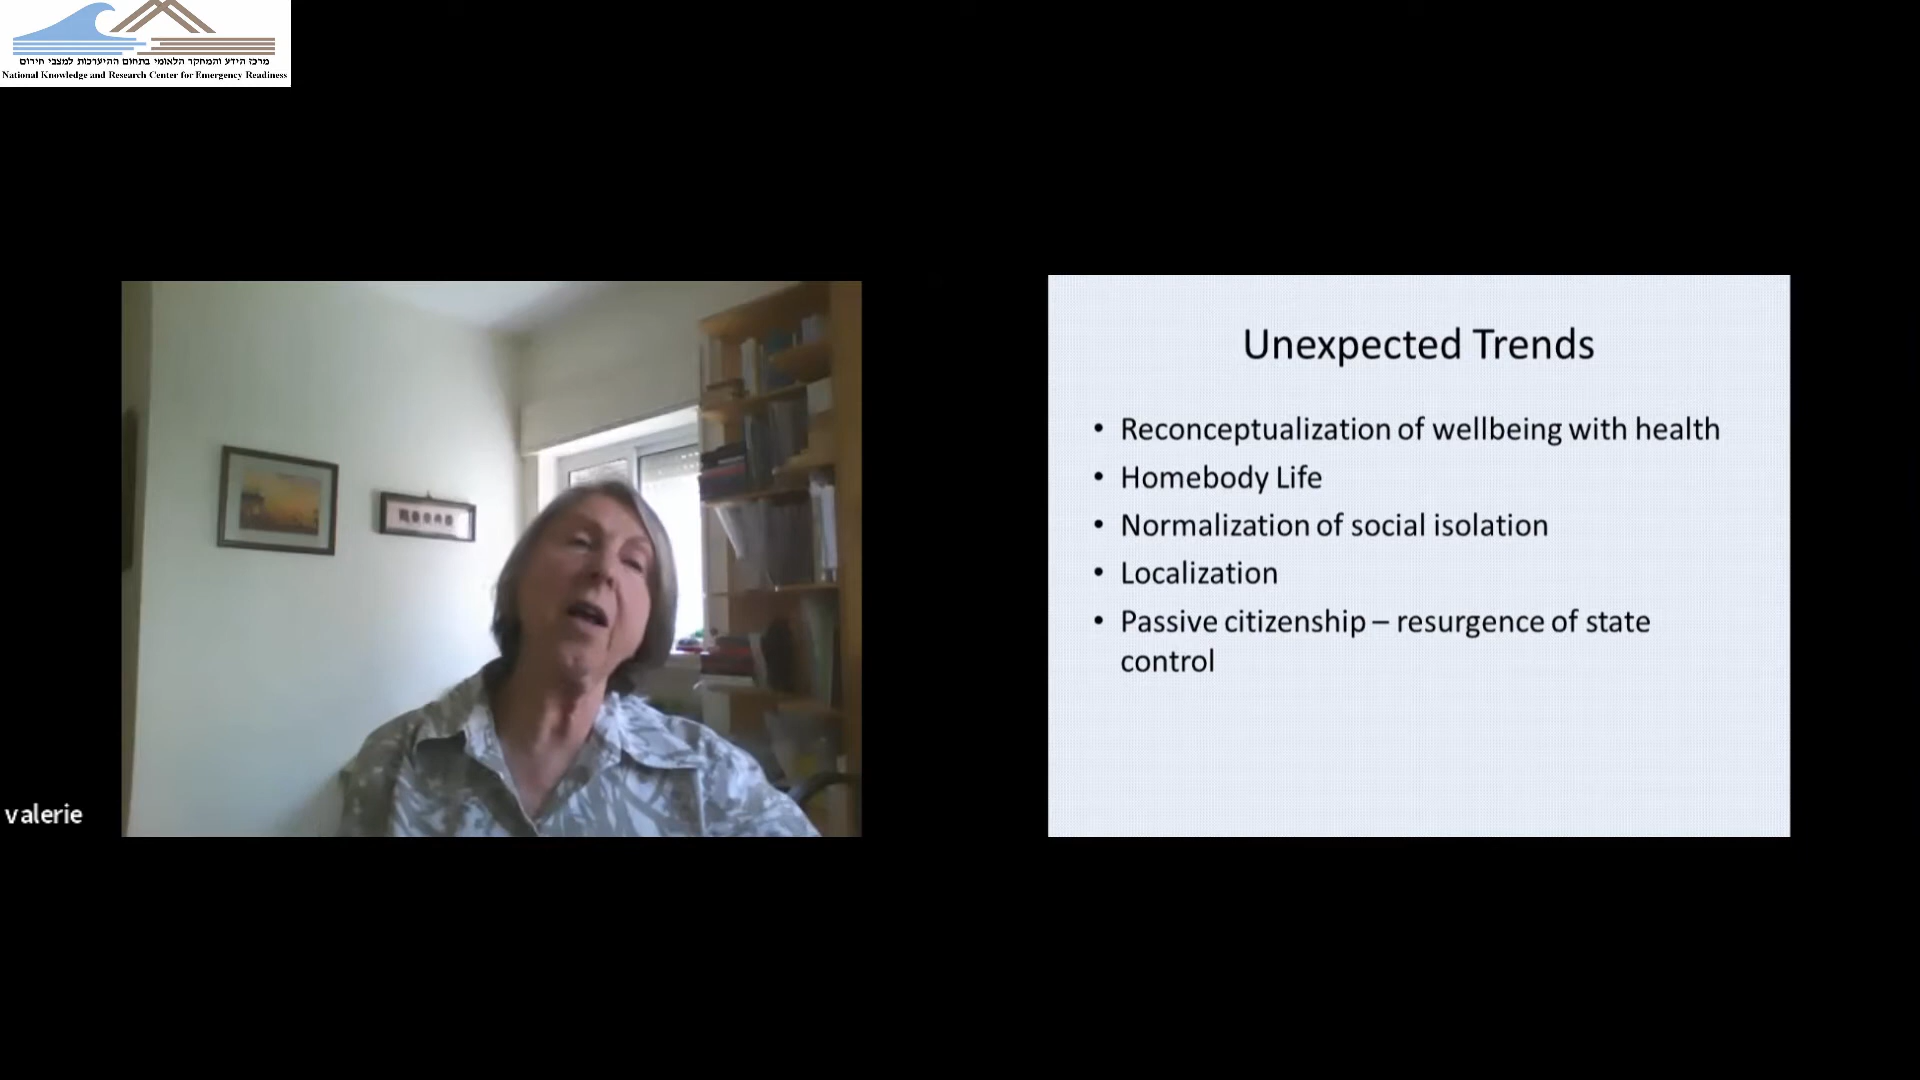 מרכז הידע והמחקר הלאומי בתחום ההיערכות למצבי חירום
National Knowledge and Research Center for Emergency Readiness
valerie
Unexpected Trends
• Reconceptualization of wellbeing with health
• Homebody Life
• Normalization of social isolation
• Localization
• Passive citizenship – resurgence of state
control